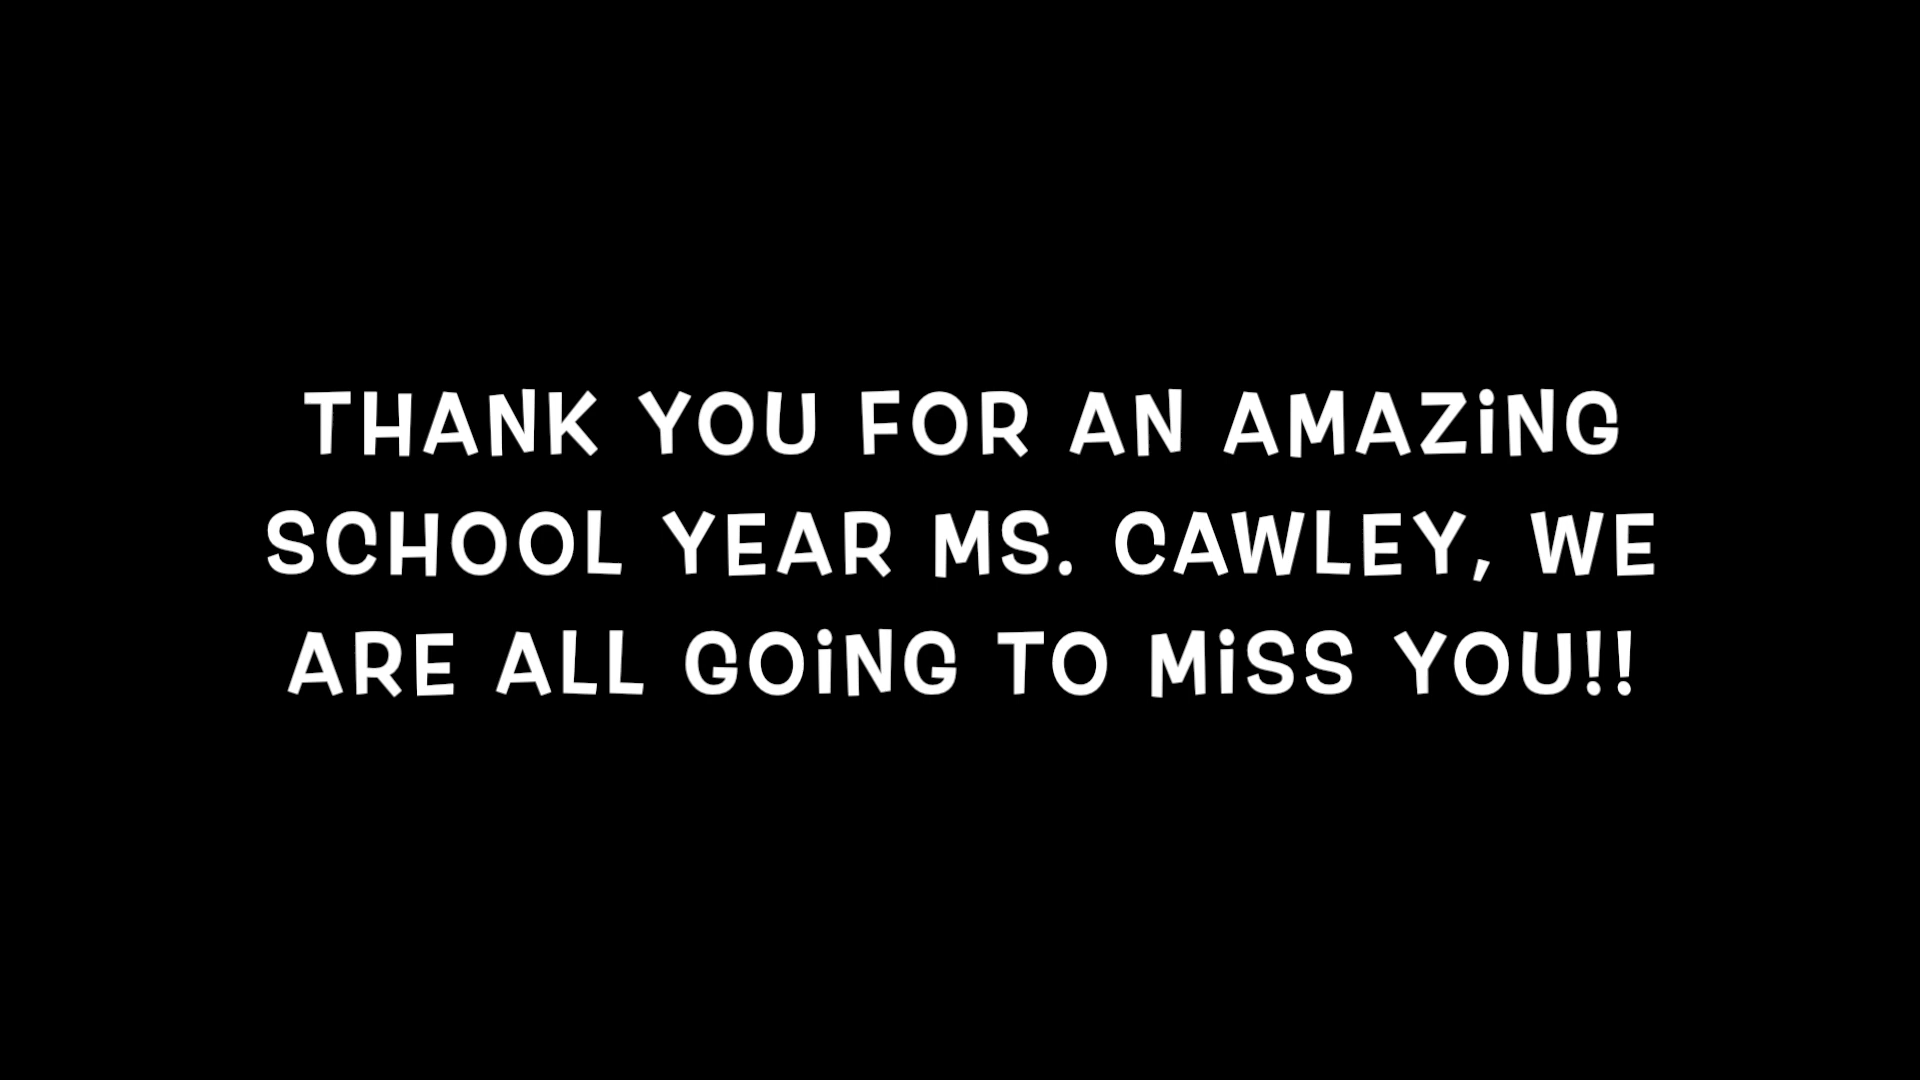 THANK YOU FOR AN AMAZiNG
SCHOOL YEAR MS. CAWLEY, WE
ARE ALL GOiNG TO MiSS YOU!!